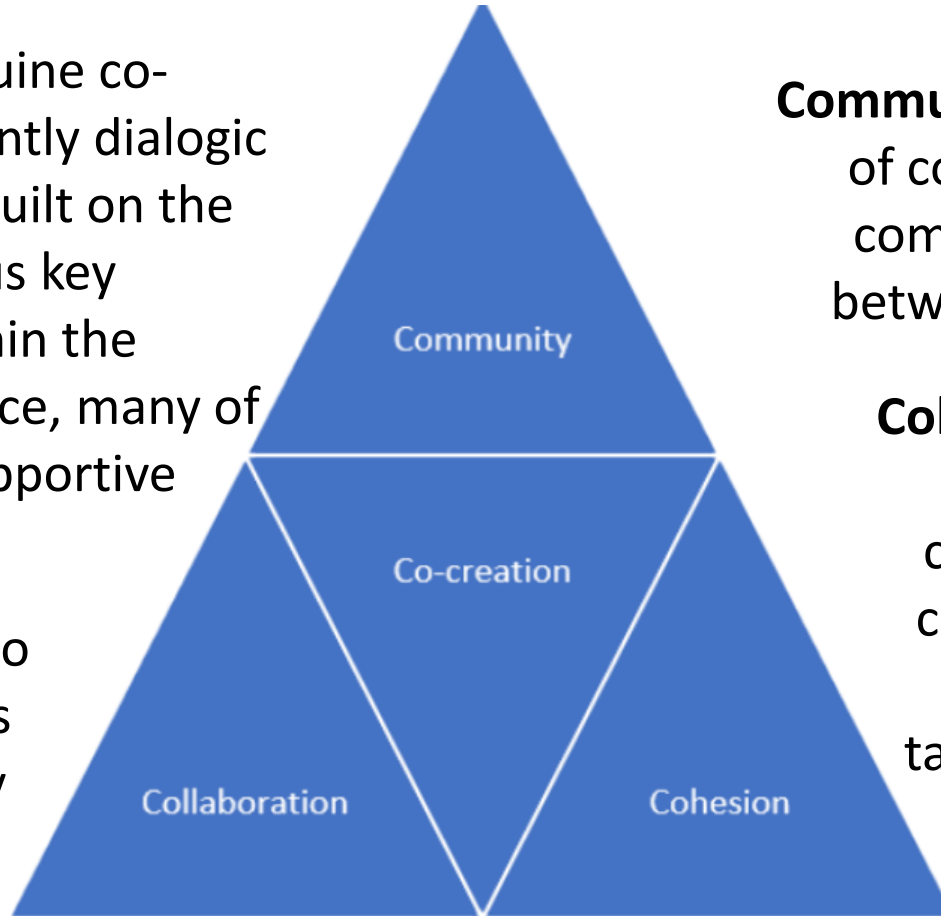 uine co-
ntly dialogic
uilt on the
us key
in the
ce, many of
pportive
o
s
y
Community
Co-creation
Collaboration
Cohesion
Commu
of co
com
betw
Col
c
c
ta